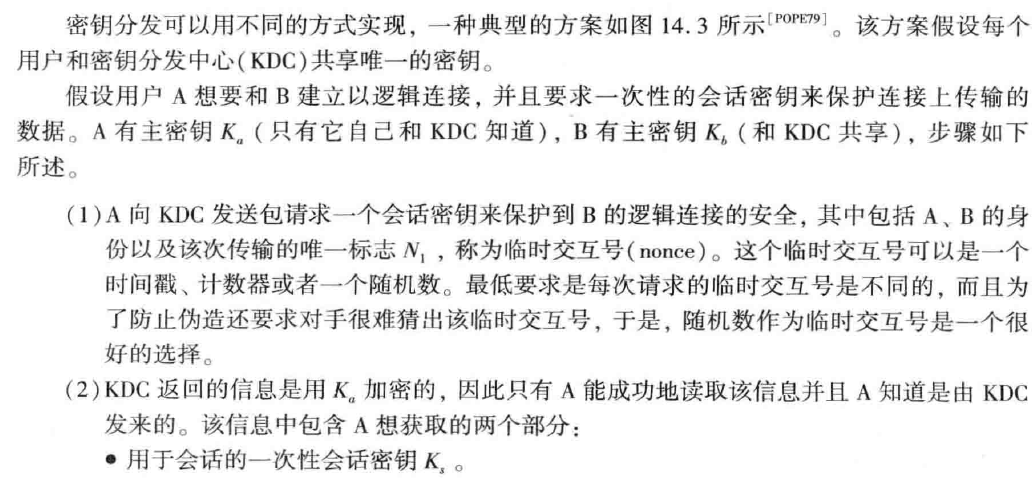 密钥分发可以用不同的方式实现，一种典型的方案如图 14.3 所示[POPE79]。该方案假设每个
用户和密钥分发中心(KDC)共享唯一的密钥。
假设用户 A 想要和 B 建立以逻辑连接，并且要求一次性的会话密钥来保护连接上传输的
数据。A 有主密钥 Ka (只有它自己和 KDC 知道)，B 有主密钥 Kb (和 KDC 共享)，步骤如下
所述。
(1)A 向 KDC 发送包请求一个会话密钥来保护到 B 的逻辑连接的安全，其中包括 A、B 的身
份以及该次传输的唯一标志 N1，称为临时交互号(nonce)。这个临时交互号可以是一个
时间戳、计数器或者一个随机数。最低要求是每次请求的临时交互号是不同的，而且为
了防止伪造还要求对手很难猜出该临时交互号，于是，随机数作为临时交互号是一个很
好的选择。
(2)KDC 返回的信息是用 Ka 加密的，因此只有 A 能成功地读取该信息并且 A 知道是由 KDC
发来的。该信息中包含 A 想获取的两个部分：
● 用于会话的一次性会话密钥 Ks。